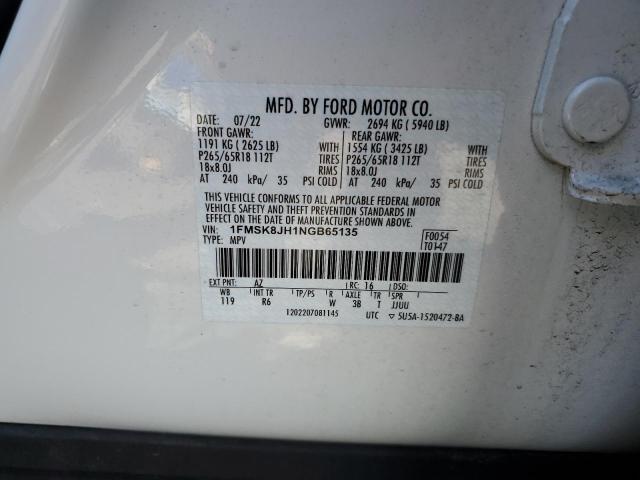 MFD. BY FORD MOTOR CO.
DATE: 07/22 GVWR: 2694 KG ( 5940 LB)
FRONT GAWR: REAR GAWR:
1191 KG ( 2625 LB) WITH 1554 KG ( 3425 LB) WITH
P265/65R18 112T TIRES P265/65R18 112T TIRES
18x8.0J RIMS 18x8.0J RIMS
AT 240 kPa/ 35 PSI COLD AT 240 kPa/ 35 PSI COLD
THIS VEHICLE CONFORMS TO ALL APPLICABLE FEDERAL MOTOR
VEHICLE SAFETY AND THEFT PREVENTION STANDARDS IN EFFECT ON THE
DATE OF MANUFACTURE SHOWN ABOVE.
VIN: 1FMSK8JH1NGB65135 F0054
TYPE: MPV T0147
EXT PNT: AZ RC: 16 DSO:
WB INT TR TP/PS R AXLE TR SPR
119 R6 W 3B T JJUU
120220708​1145 UTC ▽ 5U5A-1520472-BA